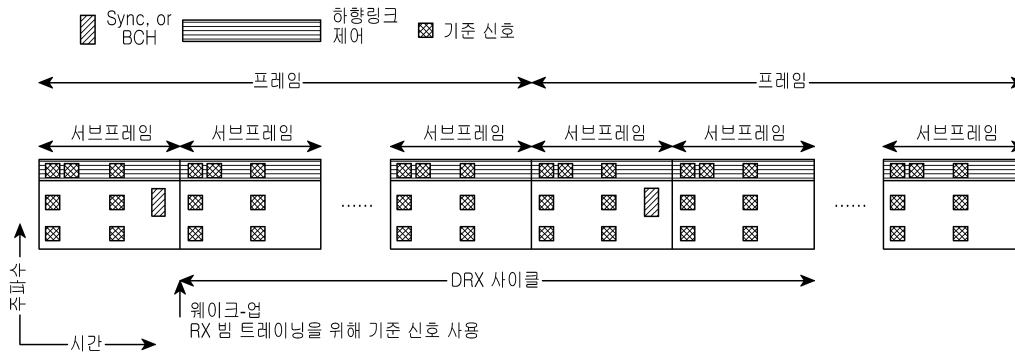 Sync, or
BCH
하향링크
제어
기준 신호
프레임
프레임
서브프레임
서브프레임
서브프레임
서브프레임
서브프레임
서브프레임
......
......
주파수
DRX 사이클
웨이크-업
RX 빔 트레이닝을 위해 기준 신호 사용
시간